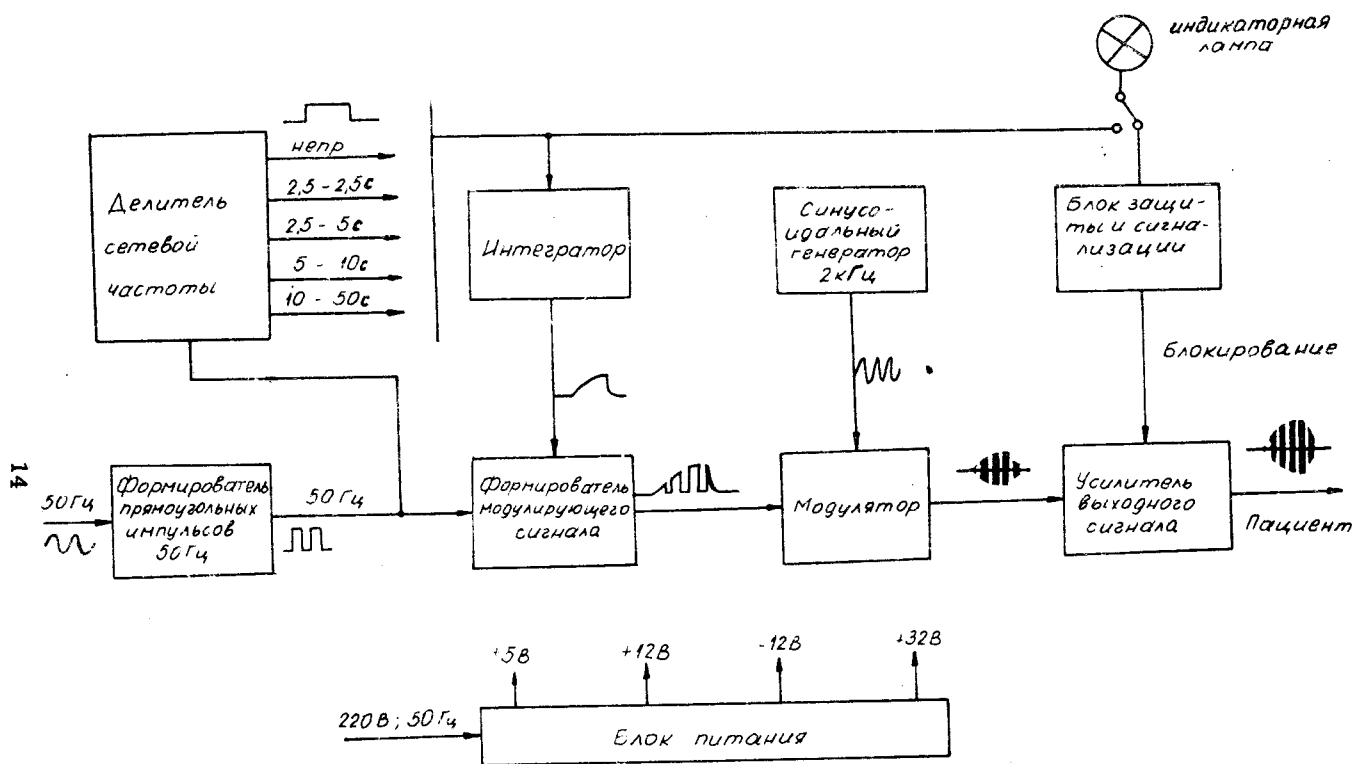 индикаторная
лампа
непр
2,5 - 2,5с
2,5 - 5с
5 - 10с
10 - 50с
Делитель
сетевой
частоты
Интегратор
Синусо-
идальный
генератор
2кГц
Блок защи-
ты и сигна-
лизации
блокирование
14
50Гц
Формирователь
прямоугольных
импульсов
50Гц
50Гц
Формирователь
модулирующего
сигнала
Модулятор
Усилитель
выходного
сигнала
Пациент
+5В
+12В
-12В
+32В
220В; 50Гц
Блок питания